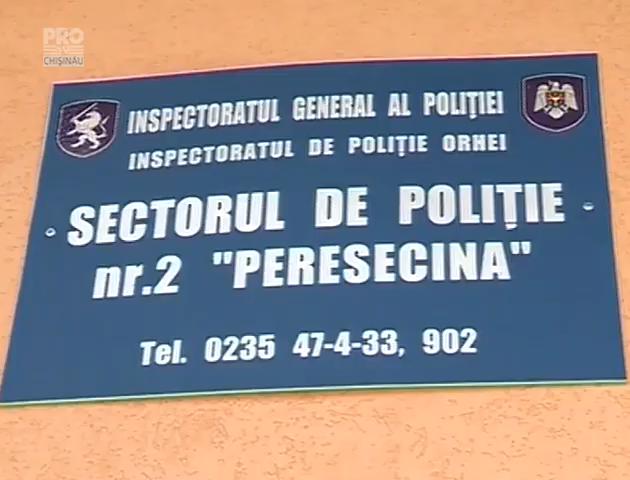 PRO
TV
CHIȘINĂU
INSPECTORATUL GENERAL AL POLIȚIEI
INSPECTORATUL DE POLIȚIE ORHEI
SECTORUL DE POLIȚIE
nr.2 "PERESECINA"
Tel. 0235 47-4-33, 902